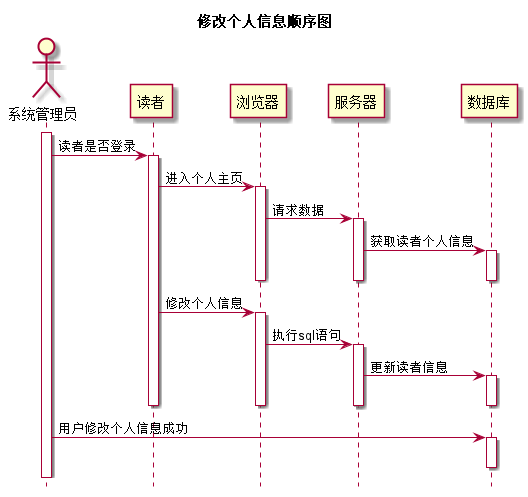 修改个人信息顺序图
系统管理员
读者
浏览器
服务器
数据库
读者是否登录
进入个人主页
请求数据
获取读者个人信息
修改个人信息
执行sql语句
更新读者信息
用户修改个人信息成功